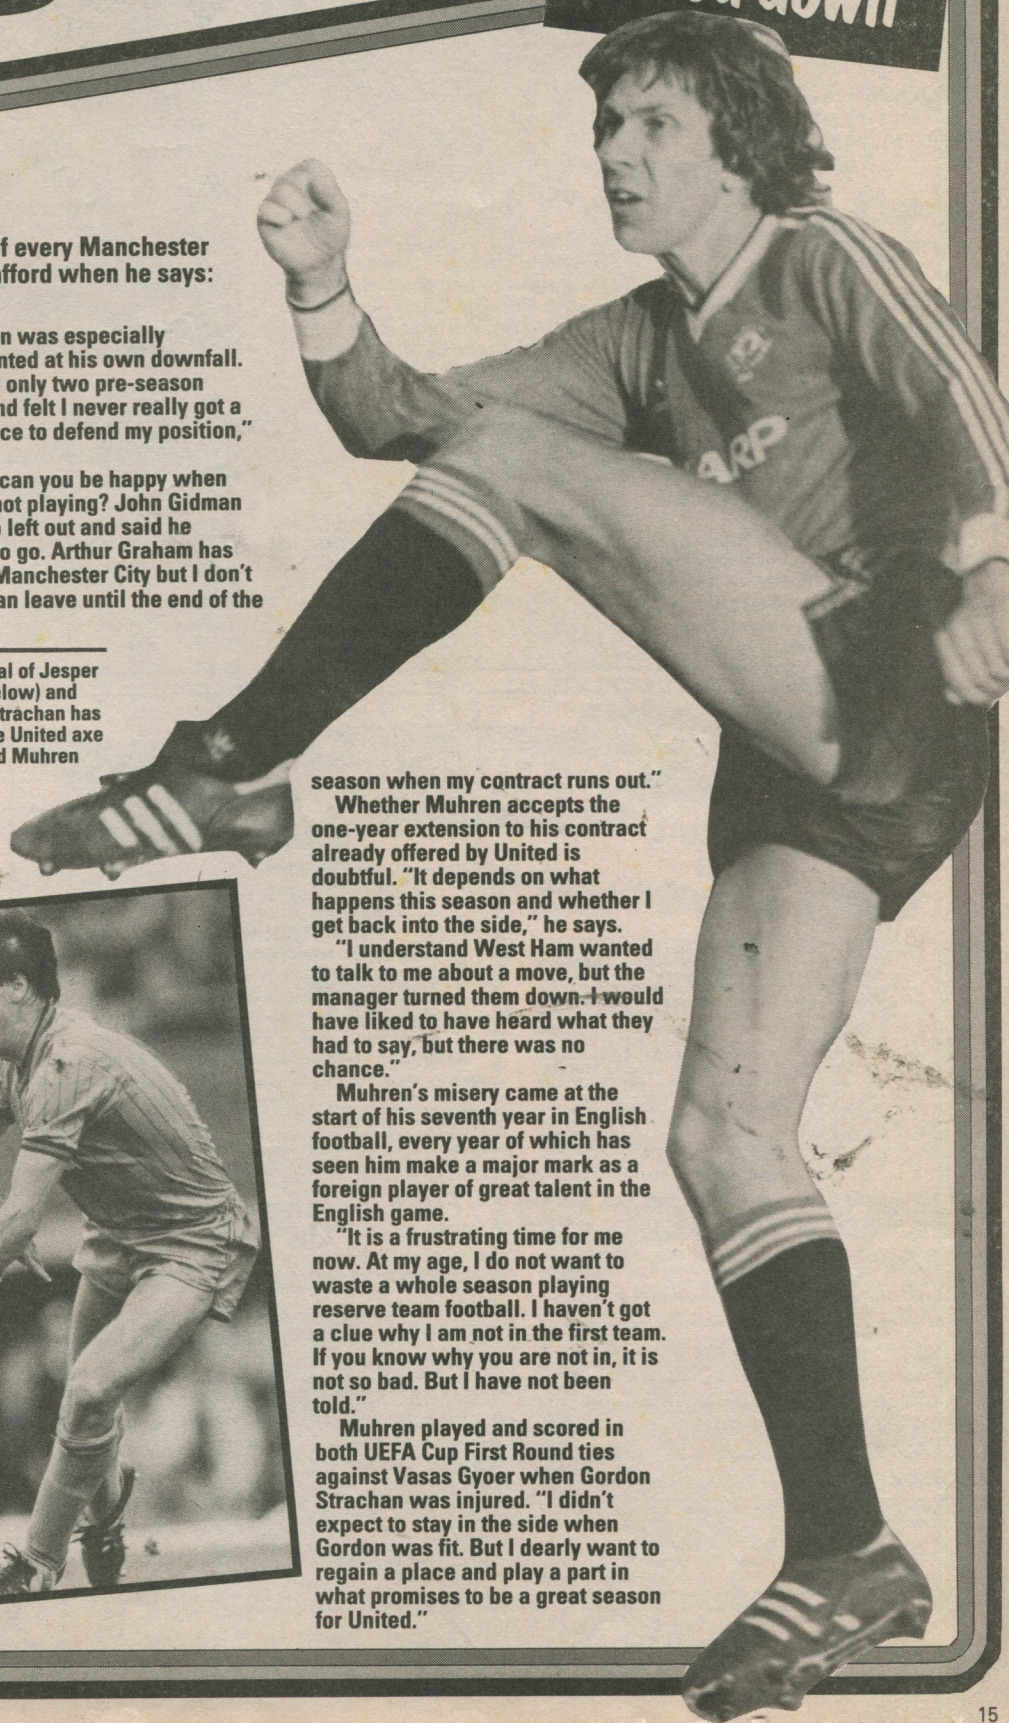 down
f every Manchester
fford when he says:
n was especially
nted at his own downfall.
only two pre-season
nd felt I never really got a
ce to defend my position,"
can you be happy when
not playing? John Gidman
left out and said he
o go. Arthur Graham has
Manchester City but I don't
an leave until the end of the
al of Jesper
elow) and
trachan has
e United axe
d Muhren
season when my contract runs out."
Whether Muhren accepts the
one-year extension to his contract
already offered by United is
doubtful. "It depends on what
happens this season and whether I
get back into the side," he says.
"I understand West Ham wanted
to talk to me about a move, but the
manager turned them down. I would
have liked to have heard what they
had to say, but there was no
chance."
Muhren's misery came at the
start of his seventh year in English
football, every year of which has
seen him make a major mark as a
foreign player of great talent in the
English game.
"It is a frustrating time for me
now. At my age, I do not want to
waste a whole season playing
reserve team football. I haven't got
a clue why I am not in the first team.
If you know why you are not in, it is
not so bad. But I have not been
told."
Muhren played and scored in
both UEFA Cup First Round ties
against Vasas Gyoer when Gordon
Strachan was injured. "I didn't
expect to stay in the side when
Gordon was fit. But I dearly want to
regain a place and play a part in
what promises to be a great season
for United."
ARP
15